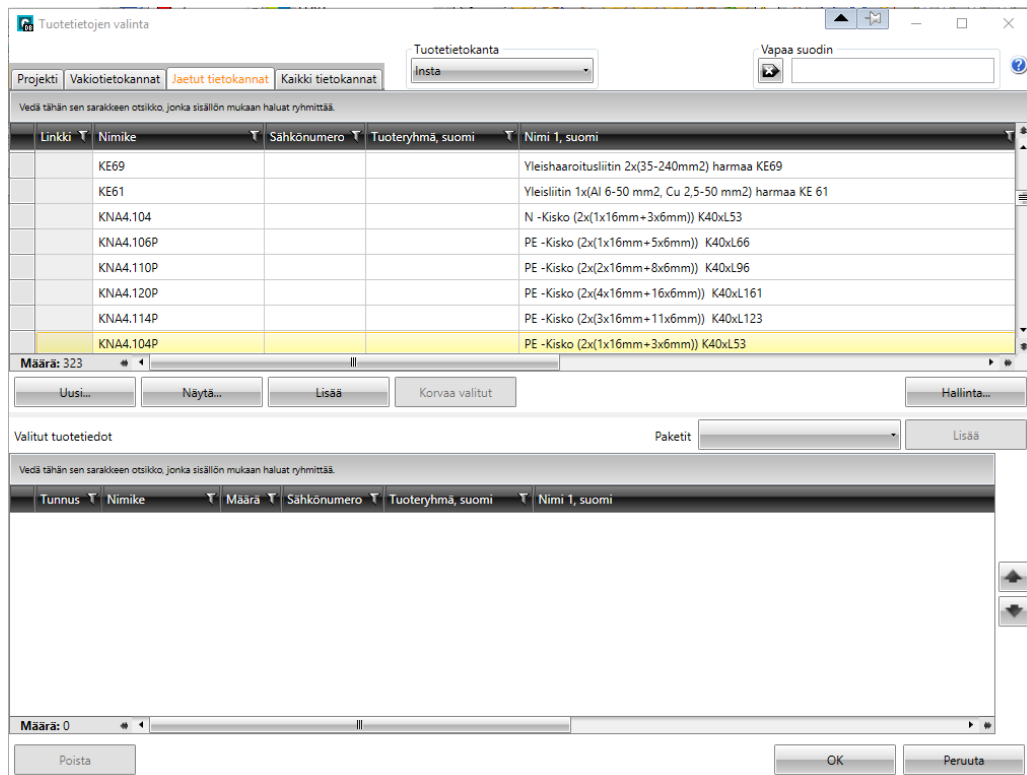 Tuotetietojen valinta
Tuotetietokanta
Vapaa suodin
Insta
Projekti Vakiotietokannat Jaetut tietokannat Kaikki tietokannat
Vedä tähän sen sarakkeen otsikko, jonka sisällön mukaan haluat ryhmittää.
Linkki Nimike Sähkönumero Tuoteryhmä, suomi Nimi 1, suomi
KE69 Yleishaaroitusliitin 2x(35-240mm2) harmaa KE69
KE61 Yleisliitin 1x(Al 6-50 mm2, Cu 2,5-50 mm2) harmaa KE 61
KNA4.104 N -Kisko (2x(1x16mm+3x6mm)) K40xL53
KNA4.106P PE -Kisko (2x(1x16mm+5x6mm)) K40xL66
KNA4.110P PE -Kisko (2x(2x16mm+8x6mm)) K40xL96
KNA4.120P PE -Kisko (2x(4x16mm+16x6mm)) K40xL161
KNA4.114P PE -Kisko (2x(3x16mm+11x6mm)) K40xL123
KNA4.104P PE -Kisko (2x(1x16mm+3x6mm)) K40xL53
Määrä: 323
Uusi... Näytä... Lisää Korvaa valitut Hallinta...
Valitut tuotetiedot Paketit Lisää
Vedä tähän sen sarakkeen otsikko, jonka sisällön mukaan haluat ryhmittää.
Tunnus Nimike Määrä Sähkönumero Tuoteryhmä, suomi Nimi 1, suomi
Määrä: 0
Poista OK Peruuta